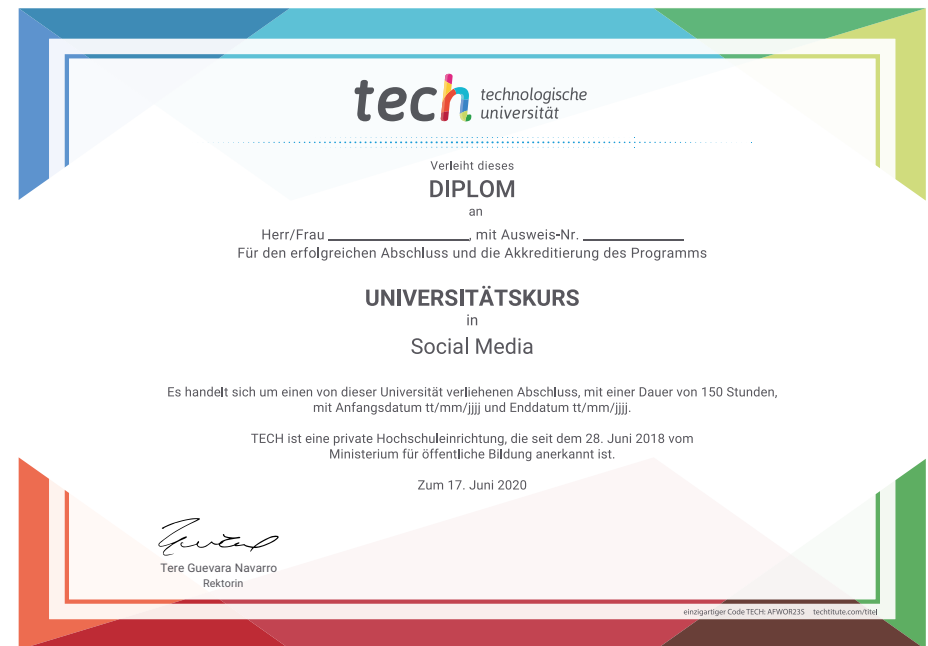 tech technologische
universität
Verleiht dieses
DIPLOM
an
Herr/Frau ____________________, mit Ausweis-Nr. ______________
Für den erfolgreichen Abschluss und die Akkreditierung des Programms
UNIVERSITÄTSKURS
in
Social Media
Es handelt sich um einen von dieser Universität verliehenen Abschluss, mit einer Dauer von 150 Stunden,
mit Anfangsdatum tt/mm/jjjj und Enddatum tt/mm/jjjj.
TECH ist eine private Hochschuleinrichtung, die seit dem 28. Juni 2018 vom
Ministerium für öffentliche Bildung anerkannt ist.
Zum 17. Juni 2020
Tere Guevara Navarro
Rektorin
einzigartiger Code TECH: AFWOR23S techtitute.com/titel